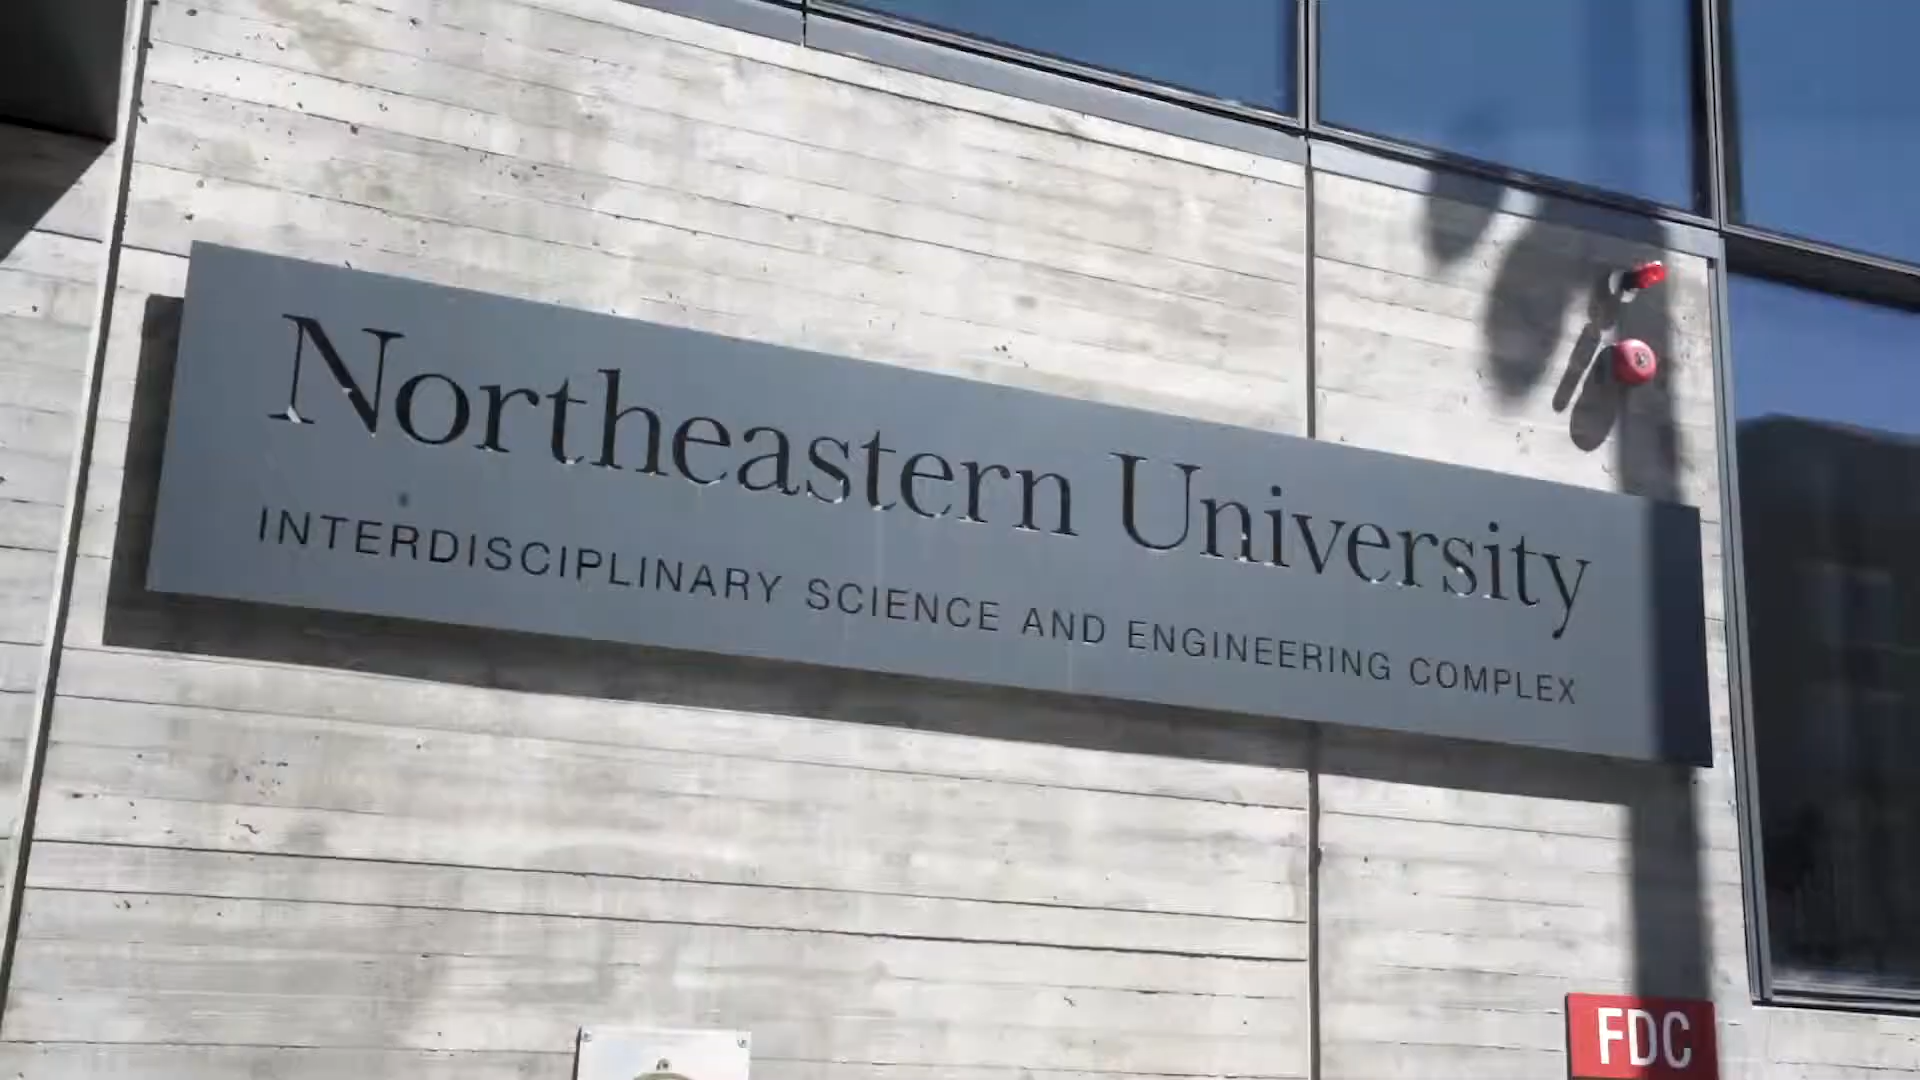 Northeastern University
INTERDISCIPLINARY SCIENCE AND ENGINEERING COMPLEX
FDC